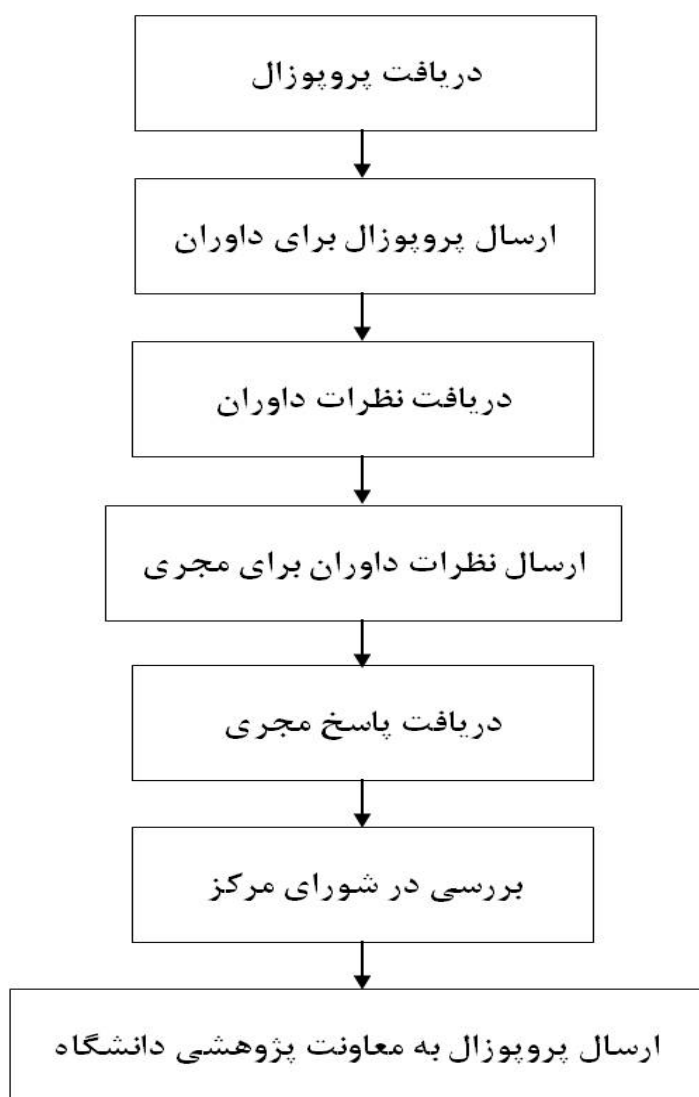 دریافت پروپوزال
ارسال پروپوزال برای داوران
دریافت نظرات داوران
ارسال نظرات داوران برای مجری
دریافت پاسخ مجری
بررسی در شورای مرکز
ارسال پروپوزال به معاونت پژوهشی دانشگاه